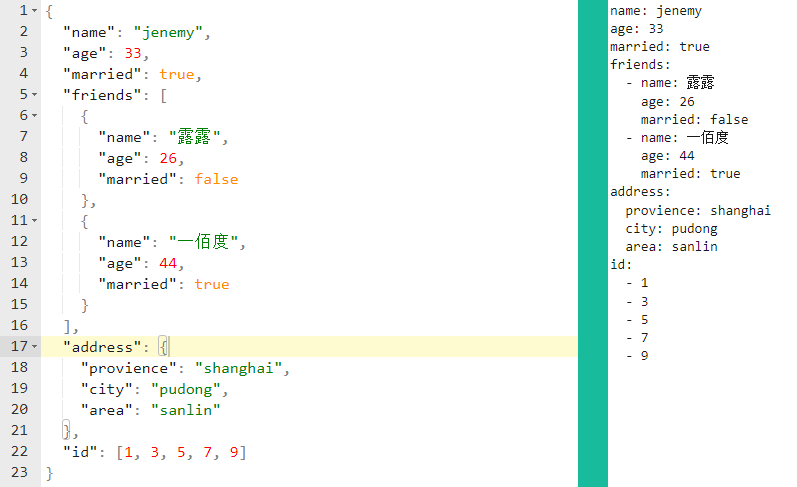 1 {
2 "name": "jenemy",
3 "age": 33,
4 "married": true,
5 "friends": [
6 {
7 "name": "露露",
8 "age": 26,
9 "married": false
10 },
11 {
12 "name": "一佰度",
13 "age": 44,
14 "married": true
15 }
16 ],
17 "address": {
18 "provience": "shanghai",
19 "city": "pudong",
20 "area": "sanlin"
21 },
22 "id": [1, 3, 5, 7, 9]
23 }
name: jenemy
age: 33
married: true
friends:
- name: 露露
age: 26
married: false
- name: 一佰度
age: 44
married: true
address:
provience: shanghai
city: pudong
area: sanlin
id:
- 1
- 3
- 5
- 7
- 9